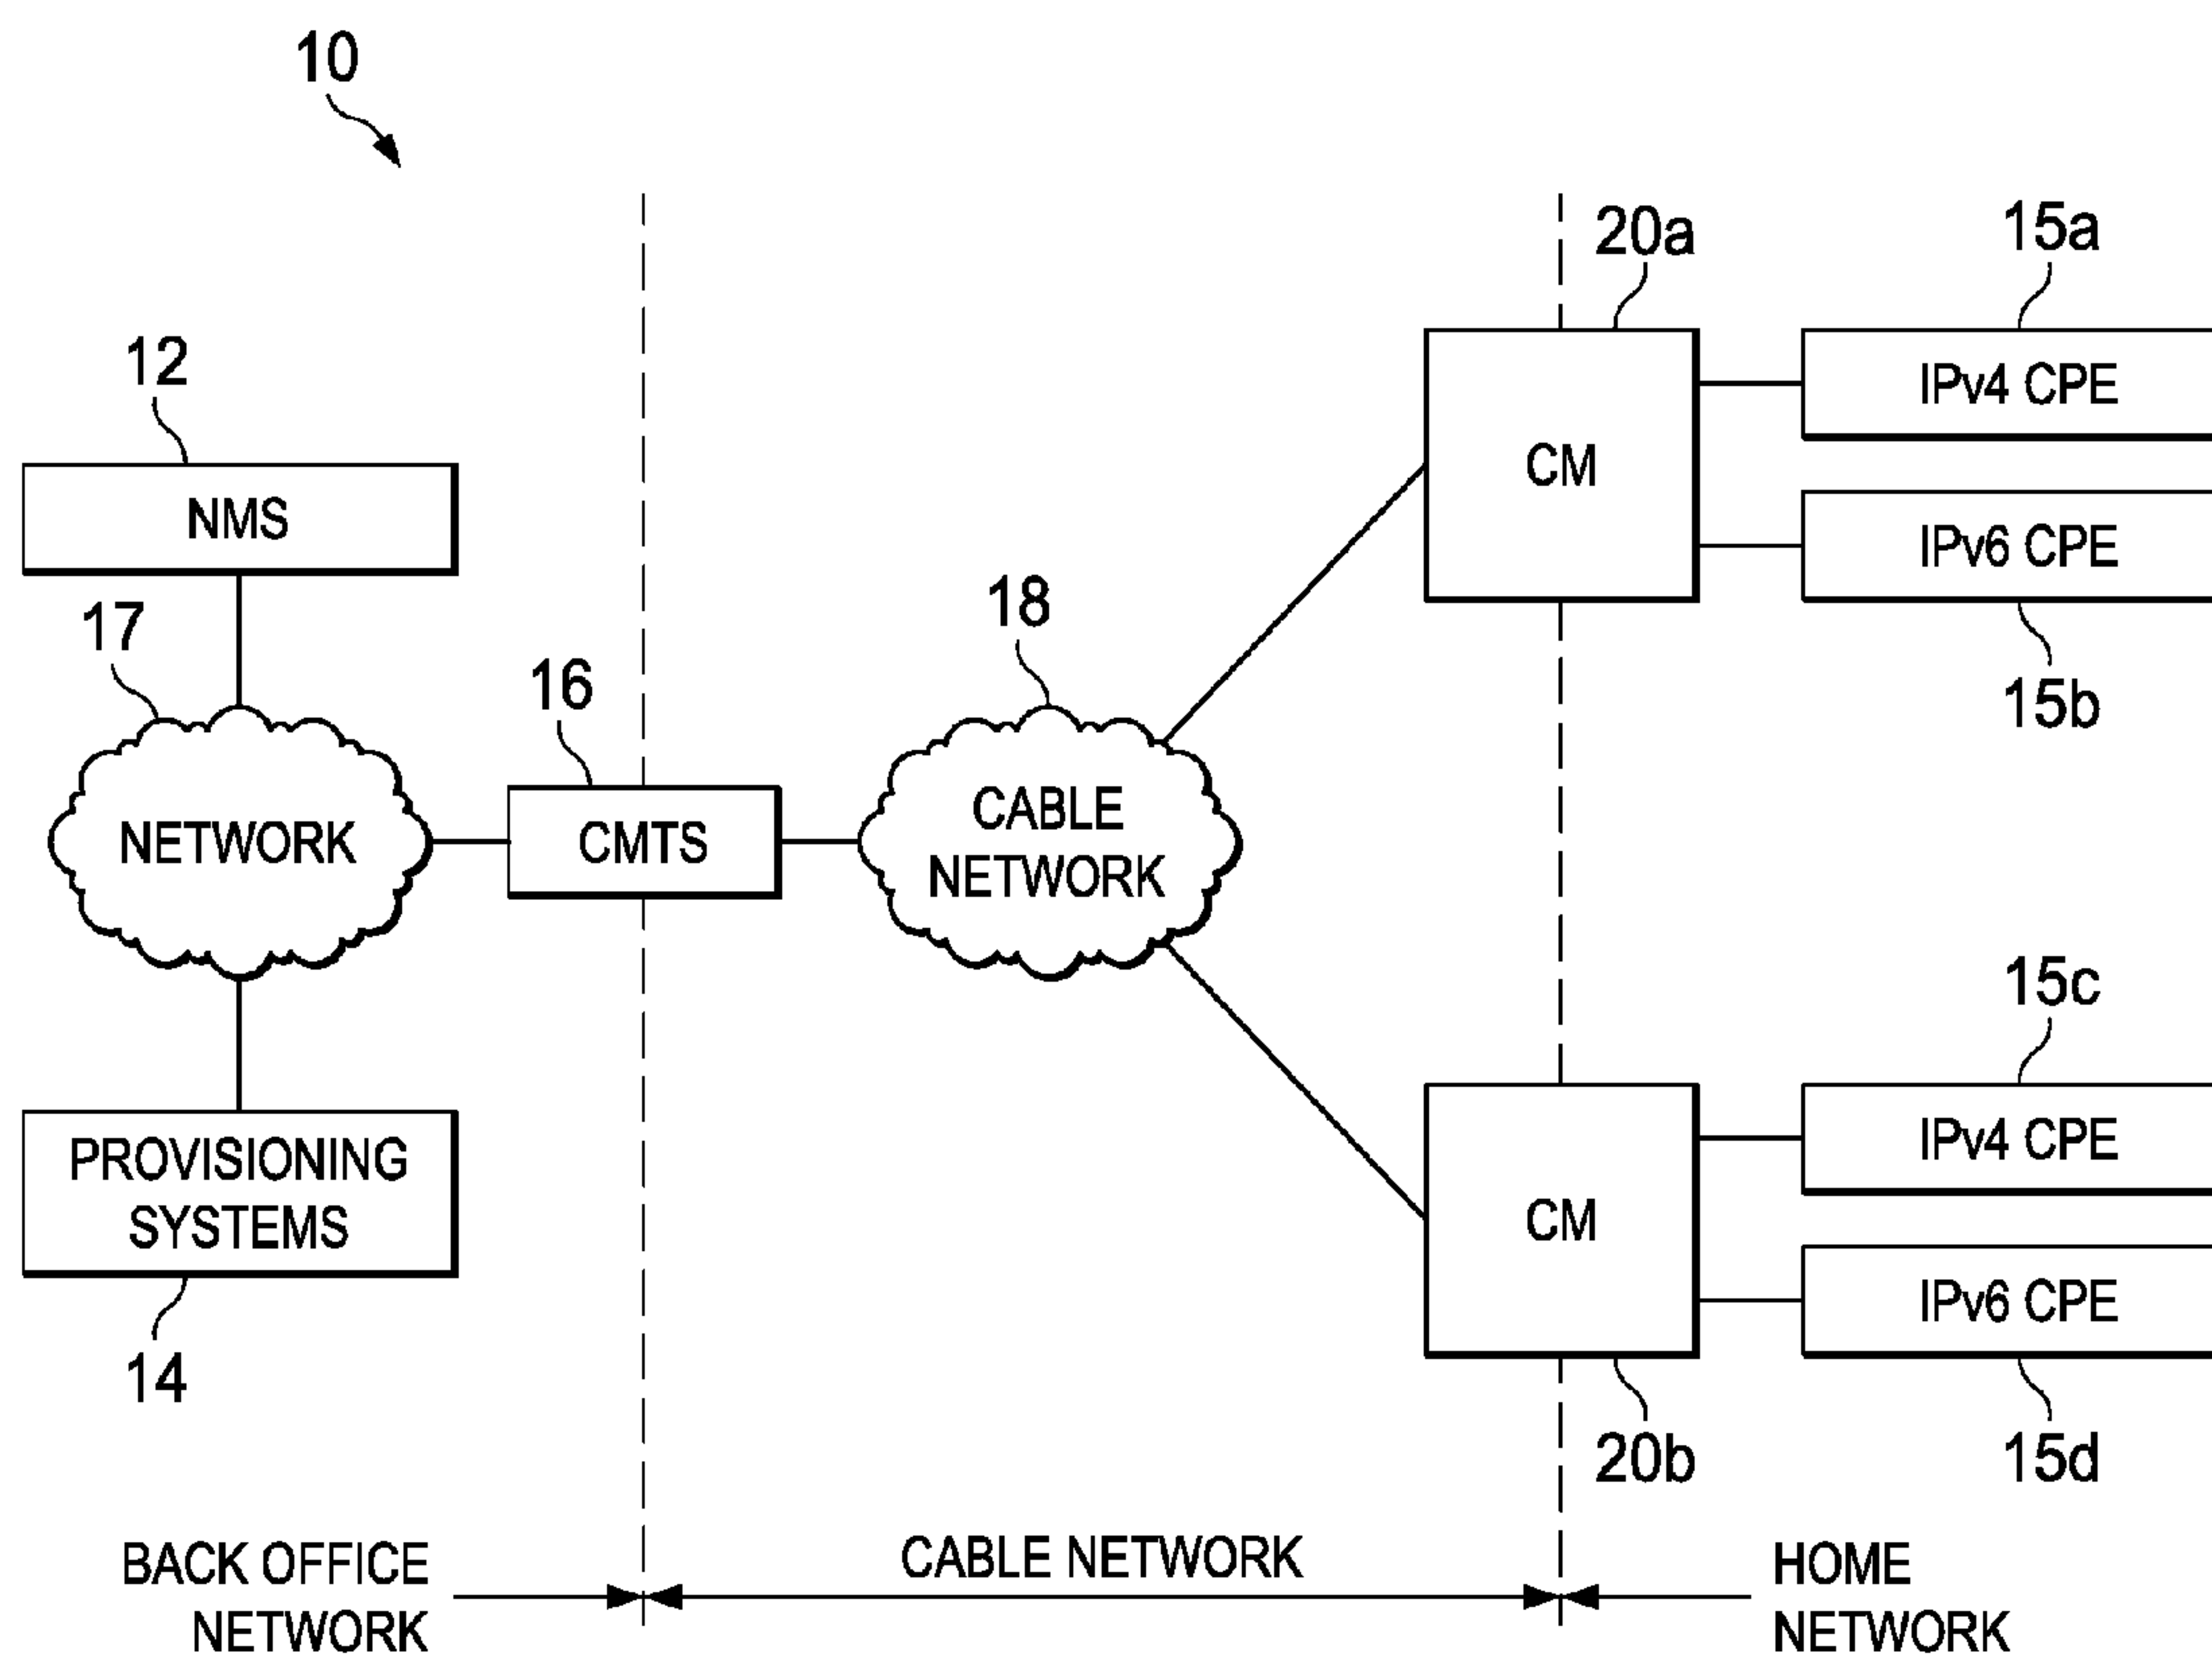 10
20a
15a
12
IPv4 CPE
CM
NMS
IPv6 CPE
17
18
16
15b
NETWORK
CMTS
CABLE
NETWORK
15c
PROVISIONING
SYSTEMS
IPv4 CPE
CM
IPv6 CPE
14
20b
15d
BACK OFFICE
NETWORK
CABLE NETWORK
HOME
NETWORK